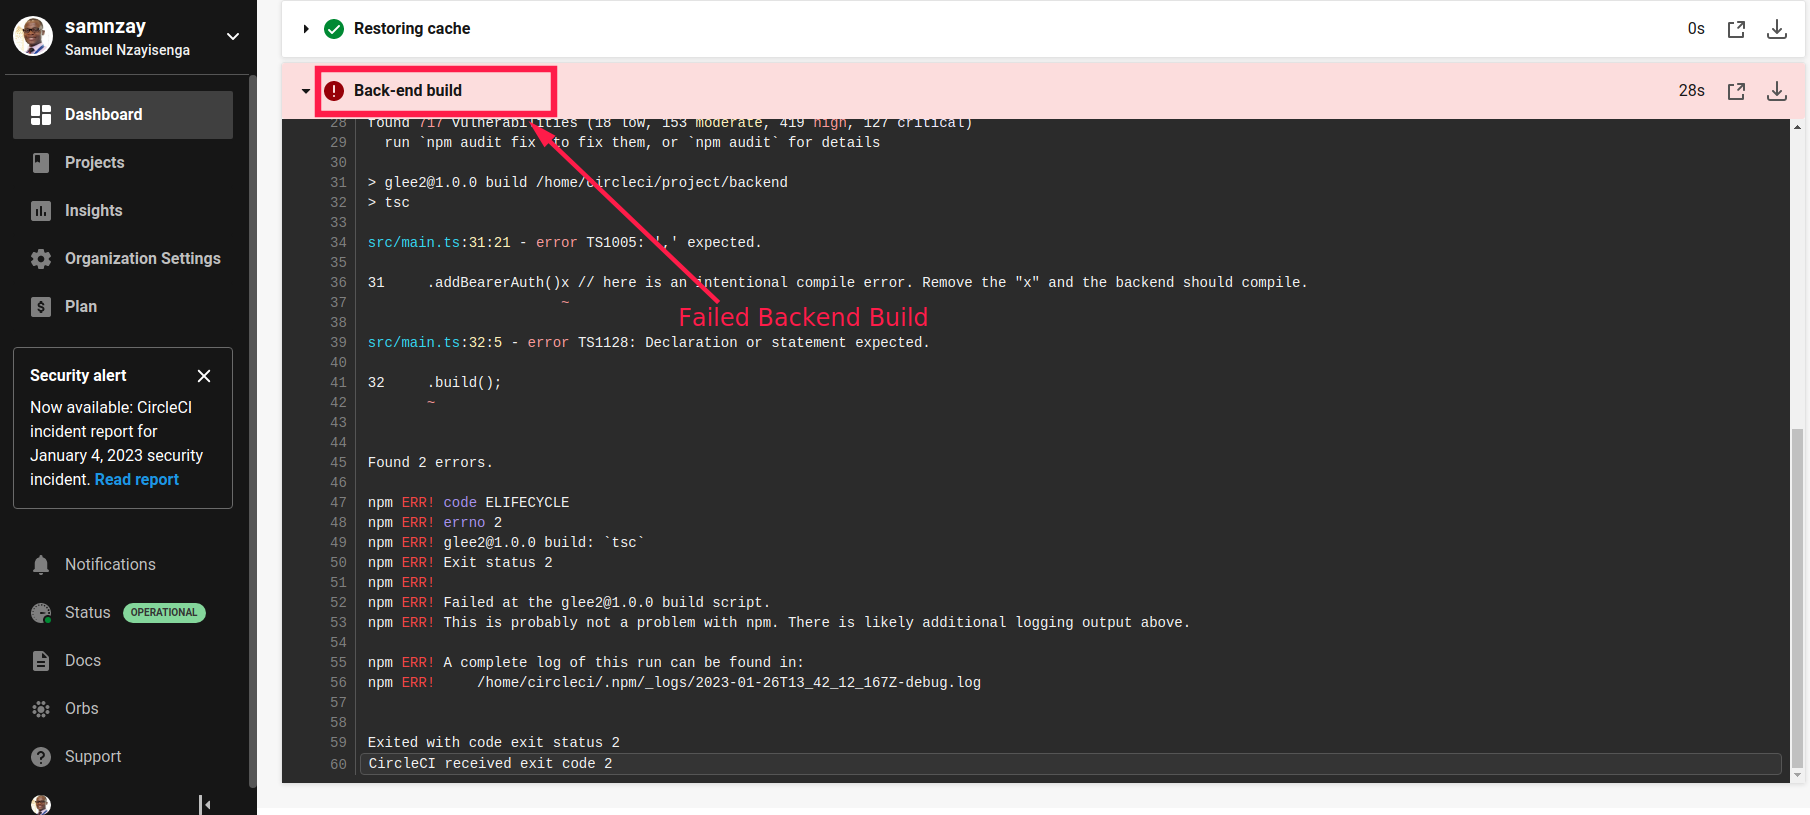 samnzay
Samuel Nzayisenga
Dashboard
Projects
Insights
Organization Settings
Plan
Security alert
Now available: CircleCI
incident report for
January 4, 2023 security
incident. Read report
Notifications
Status OPERATIONAL
Docs
Orbs
Support
Restoring cache 0s
Back-end build 28s
28 found 717 vulnerabilities (18 low, 153 moderate, 419 high, 127 critical)
29 run `npm audit fix` to fix them, or `npm audit` for details
30
31 > glee2@1.0.0 build /home/circleci/project/backend
32 > tsc
33
34 src/main.ts:31:21 - error TS1005: ',' expected.
35
36 31     .addBearerAuth()x // here is an intentional compile error. Remove the "x" and the backend should compile.
37 ~
Failed Backend Build
38
39 src/main.ts:32:5 - error TS1128: Declaration or statement expected.
40
41 32     .build();
42 ~
43
44
45 Found 2 errors.
46
47 npm ERR! code ELIFECYCLE
48 npm ERR! errno 2
49 npm ERR! glee2@1.0.0 build: `tsc`
50 npm ERR! Exit status 2
51 npm ERR!
52 npm ERR! Failed at the glee2@1.0.0 build script.
53 npm ERR! This is probably not a problem with npm. There is likely additional logging output above.
54
55 npm ERR! A complete log of this run can be found in:
56 npm ERR!     /home/circleci/.npm/_logs/2023-01-26T13_42_12_167Z-debug.log
57
58
59 Exited with code exit status 2
60 CircleCI received exit code 2